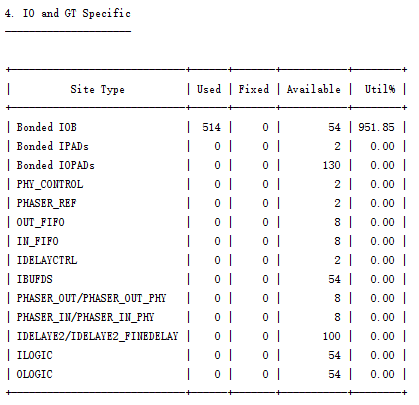 4. IO and GT Specific
---------------------
+-----------------------------+------+-------+-----------+--------+
| Site Type | Used | Fixed | Available | Util% |
+-----------------------------+------+-------+-----------+--------+
| Bonded IOB | 514 | 0 | 54 | 951.85 |
| Bonded IPADs | 0 | 0 | 2 | 0.00 |
| Bonded IOPADs | 0 | 0 | 130 | 0.00 |
| PHY_CONTROL | 0 | 0 | 2 | 0.00 |
| PHASER_REF | 0 | 0 | 2 | 0.00 |
| OUT_FIFO | 0 | 0 | 8 | 0.00 |
| IN_FIFO | 0 | 0 | 8 | 0.00 |
| IDELAYCTRL | 0 | 0 | 2 | 0.00 |
| IBUFDS | 0 | 0 | 54 | 0.00 |
| PHASER_OUT/PHASER_OUT_PHY | 0 | 0 | 8 | 0.00 |
| PHASER_IN/PHASER_IN_PHY | 0 | 0 | 8 | 0.00 |
| IDELAYE2/IDELAYE2_FINEDELAY | 0 | 0 | 100 | 0.00 |
| ILOGIC | 0 | 0 | 54 | 0.00 |
| OLOGIC | 0 | 0 | 54 | 0.00 |
+-----------------------------+------+-------+-----------+--------+